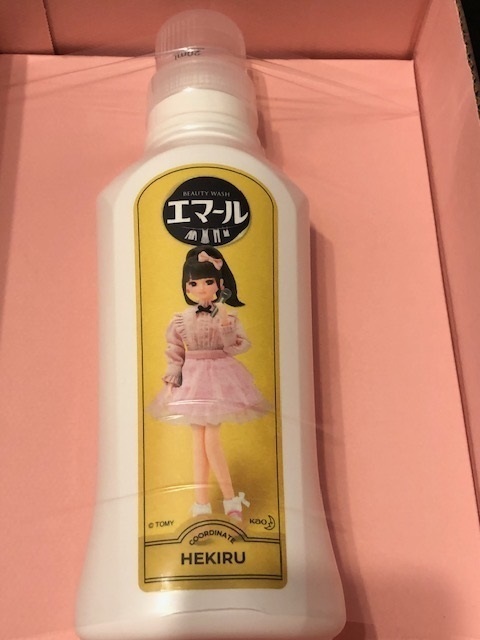 BEAUTY WASH
エマール
© TOMY
Kao
COORDINATE
HEKIRU